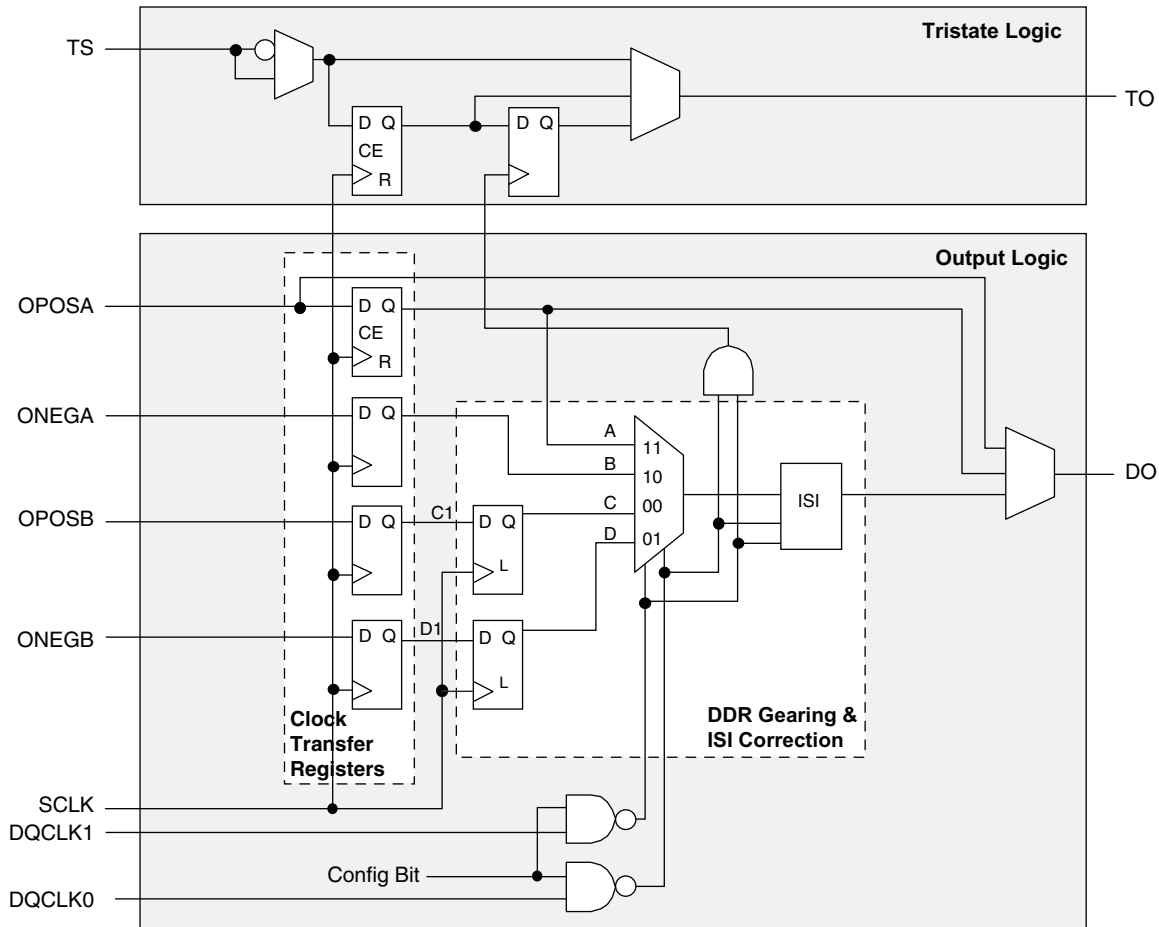 Tristate Logic
TS
TO
D Q
CE
R
D Q
Output Logic
OPOSA
D Q
CE
R
ONEGA
D Q
A
11
B
10
C
00
D
01
ISI
DO
OPOSB
D Q
C1
D Q
L
ONEGB
D Q
D1
D Q
L
Clock
Transfer
Registers
DDR Gearing &
ISI Correction
SCLK
DQCLK1
Config Bit
DQCLK0